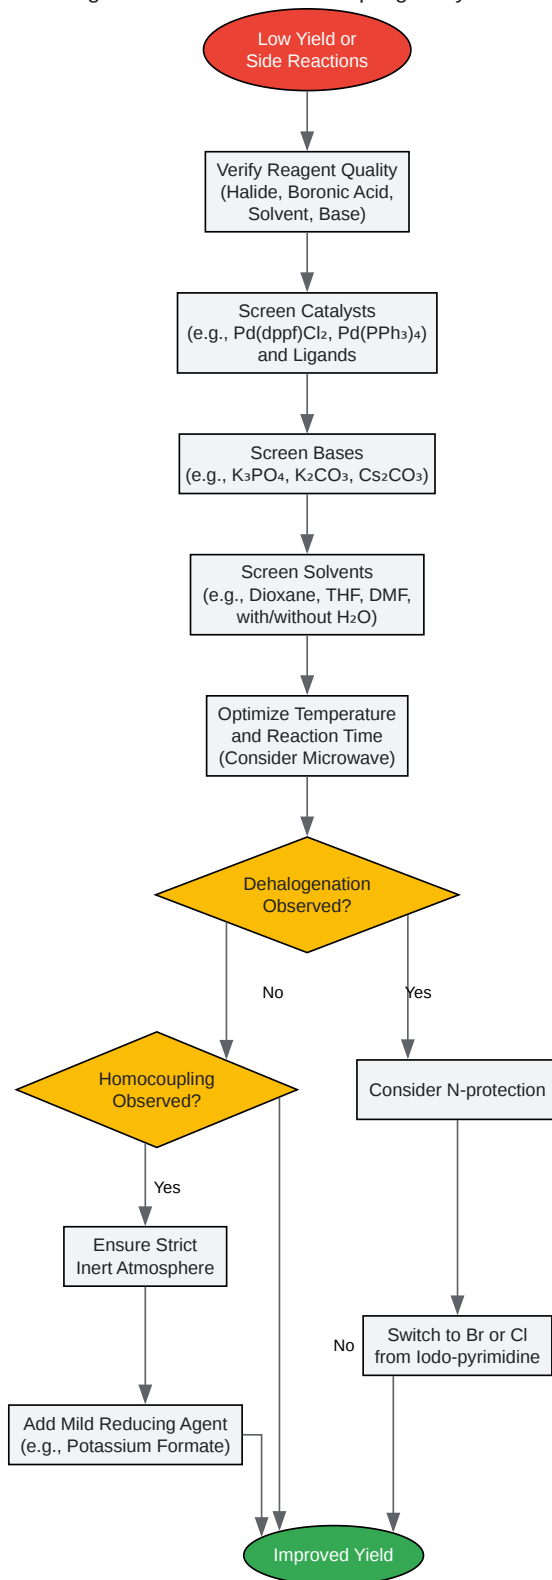 Low Yield or
Side Reactions
Verify Reagent Quality
(Halide, Boronic Acid,
Solvent, Base)
Screen Catalysts
(e.g., Pd(dppf)Cl₂, Pd(PPh₃)₄)
and Ligands
Screen Bases
(e.g., K₃PO₄, K₂CO₃, Cs₂CO₃)
Screen Solvents
(e.g., Dioxane, THF, DMF,
with/without H₂O)
Optimize Temperature
and Reaction Time
(Consider Microwave)
Dehalogenation
Observed?
No
Yes
Homocoupling
Observed?
Consider N-protection
Yes
Ensure Strict
Inert Atmosphere
No
Switch to Br or Cl
from Iodo-pyrimidine
Add Mild Reducing Agent
(e.g., Potassium Formate)
Improved Yield